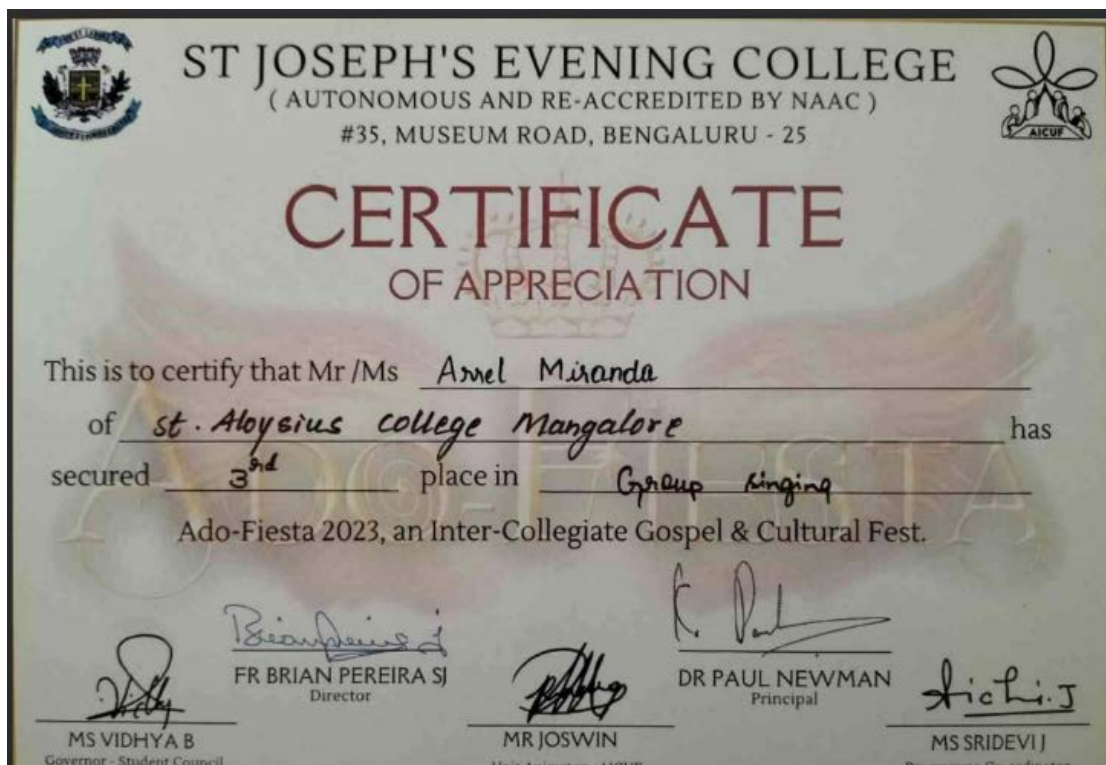 ST JOSEPH'S EVENING COLLEGE
( AUTONOMOUS AND RE-ACCREDITED BY NAAC )
#35, MUSEUM ROAD, BENGALURU - 25
AICUF
CERTIFICATE
OF APPRECIATION
ADO-FIESTA
This is to certify that Mr /Ms Arrel Miranda
of st. Aloysius college Mangalore has
secured 3rd place in Group singing
Ado-Fiesta 2023, an Inter-Collegiate Gospel & Cultural Fest.
FR BRIAN PEREIRA SJ
Director
DR PAUL NEWMAN
Principal
MS VIDHYA B
Governor - Student Council
MR JOSWIN
MS SRIDEVI J